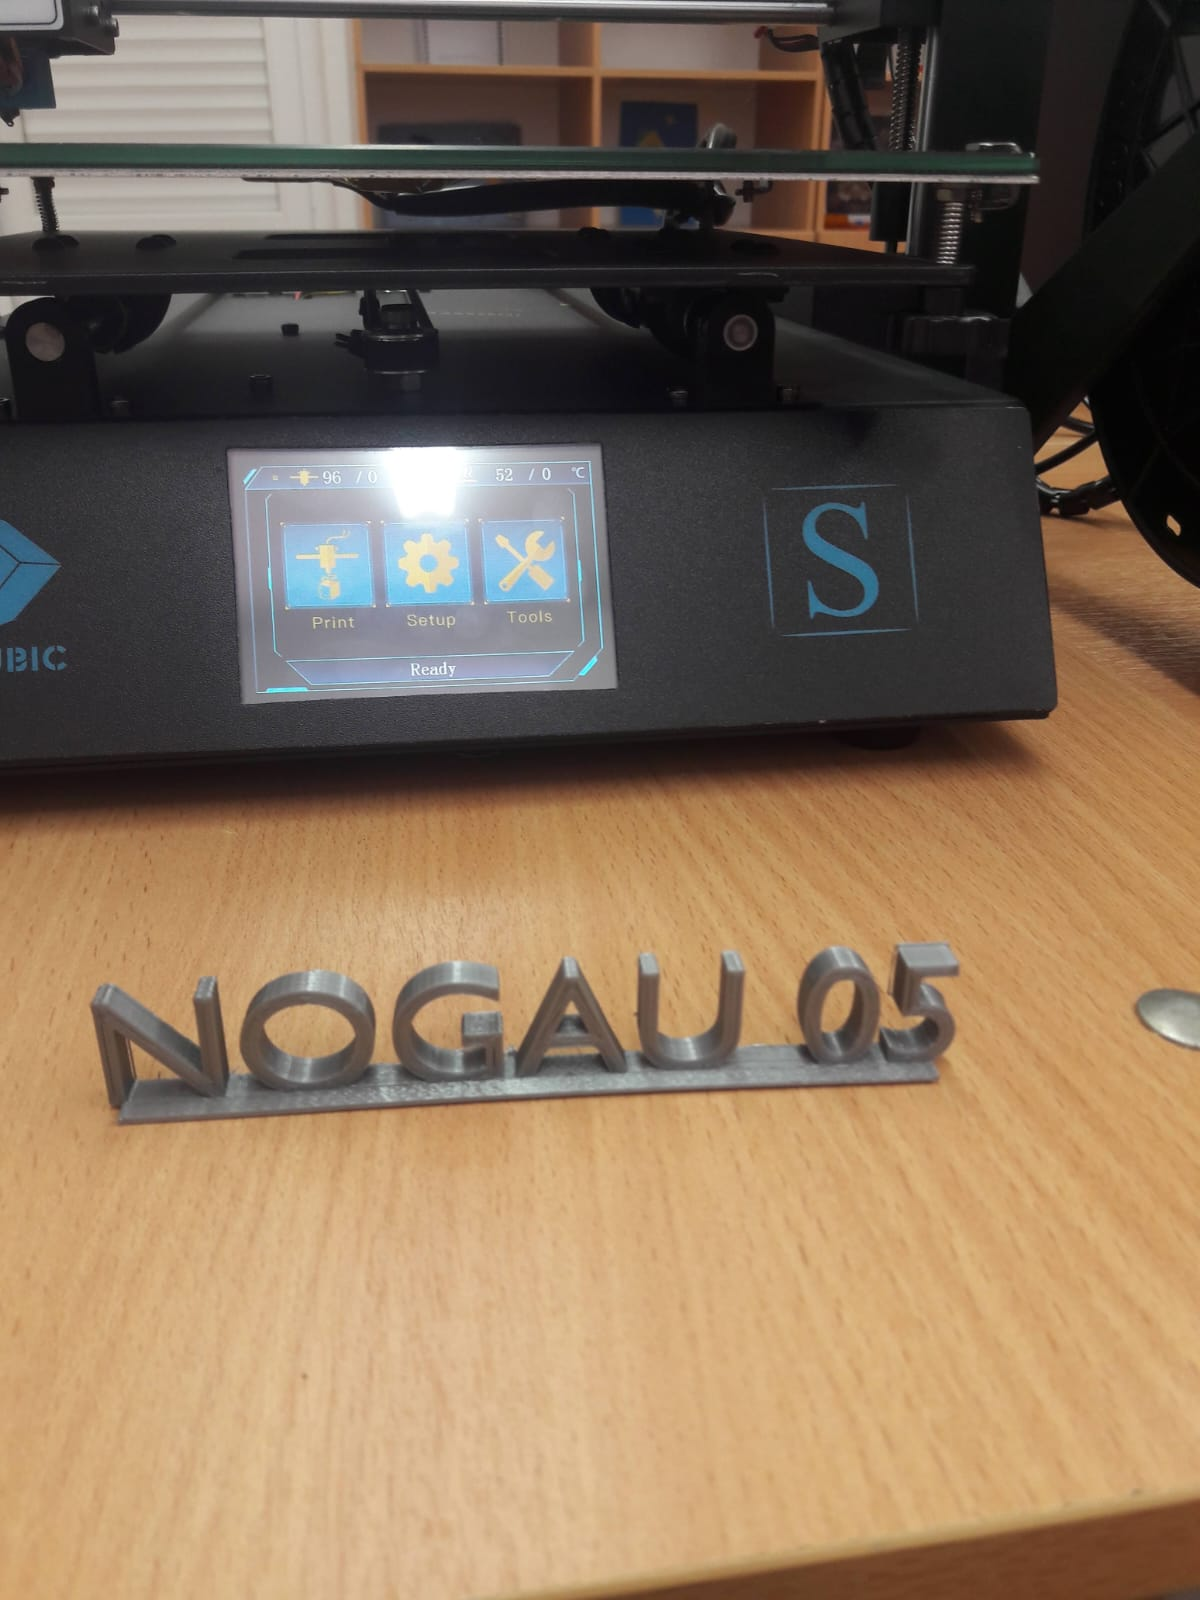 96 / 0
52 / 0 °C
Print
Setup
Tools
Ready
UBIC
S
NOGAU 05